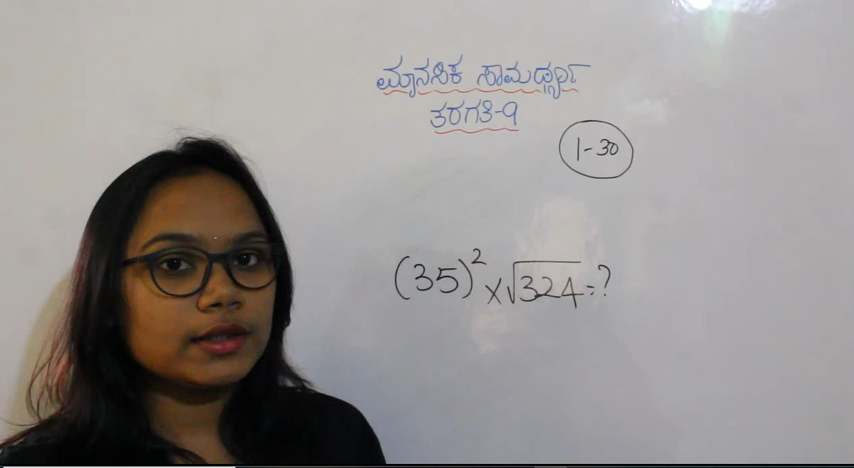 ಮಾನಸಿಕ ಸಾಮರ್ಥ್ಯ
ತರಗತಿ-9
1-30
(35)² × √324 = ?